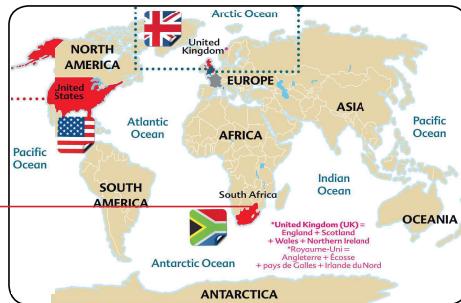 Arctic Ocean
United
Kingdom*
NORTH
AMERICA
EUROPE
United
States
ASIA
Atlantic
Ocean
Pacific
Ocean
AFRICA
Pacific
Ocean
Indian
Ocean
SOUTH
AMERICA
South Africa
OCEANIA
*United Kingdom (UK) =
England + Scotland
+ Wales + Northern Ireland
*Royaume-Uni =
Angleterre + Écosse
+ pays de Galles + Irlande du Nord
Antarctic Ocean
ANTARCTICA